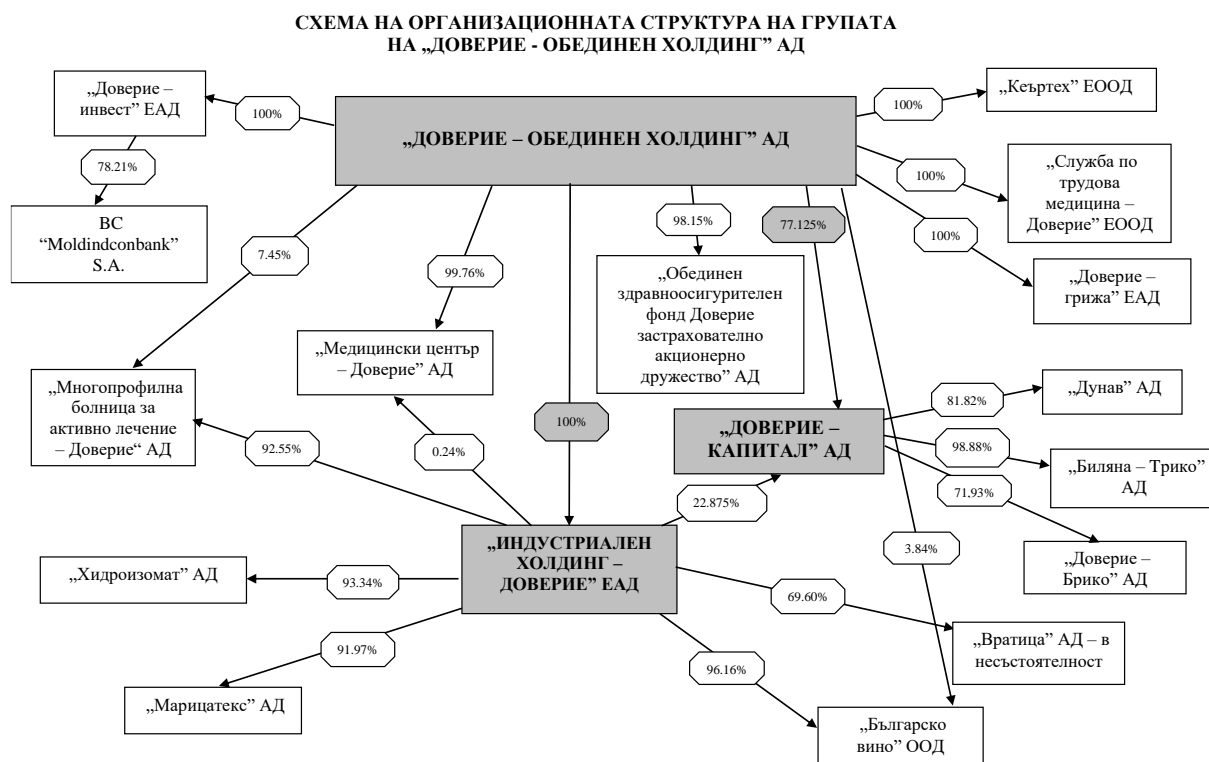 СХЕМА НА ОРГАНИЗАЦИОННАТА СТРУКТУРА НА ГРУПАТА
НА „ДОВЕРИЕ - ОБЕДИНЕН ХОЛДИНГ” АД
„Доверие –
инвест” ЕАД
100%
„ДОВЕРИЕ – ОБЕДИНЕН ХОЛДИНГ” АД
100%
„Кеъртех” ЕООД
78.21%
100%
„Служба по
трудова
медицина –
Доверие” ЕООД
BC
“Moldindconbank”
S.A.
7.45%
99.76%
98.15%
77.125%
100%
„Доверие –
грижа” ЕАД
„Обединен
здравноосигурителен
фонд Доверие
застрахователно
акционерно
дружество” АД
„Медицински център
– Доверие” АД
„Многопрофилна
болница за
активно лечение
– Доверие“ АД
92.55%
0.24%
100%
„ДОВЕРИЕ –
КАПИТАЛ” АД
81.82%
„Дунав” АД
98.88%
„Биляна – Трико”
АД
71,93%
„Доверие –
Брико” АД
22.875%
3.84%
„ИНДУСТРИАЛЕН
ХОЛДИНГ –
ДОВЕРИЕ” ЕАД
„Хидроизомат” АД
93.34%
69.60%
„Вратица” АД – в
несъстоятелност
91.97%
96.16%
„Марицатекс” АД
„Българско
вино” ООД